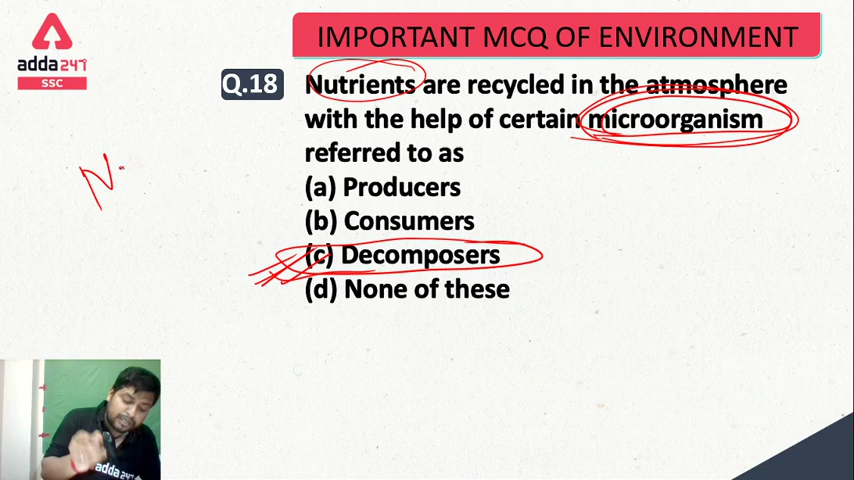 IMPORTANT MCQ OF ENVIRONMENT
adda247
SSC
Q.18 Nutrients are recycled in the atmosphere
with the help of certain microorganism
referred to as
(a) Producers
(b) Consumers
(c) Decomposers
(d) None of these
N
adda247